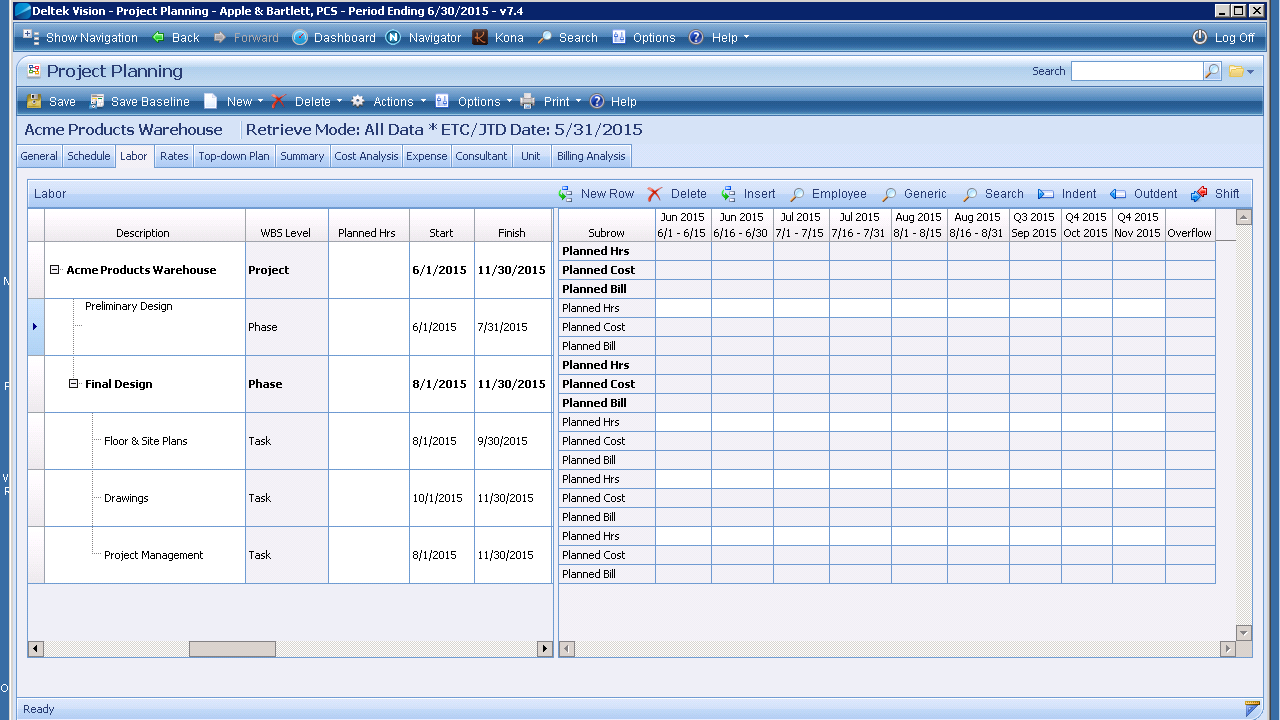 Deltek Vision - Project Planning - Apple & Bartlett, PCS - Period Ending 6/30/2015 - v7.4
Show Navigation Back Forward Dashboard Navigator Kona Search Options Help Log Off
Project Planning Search
Save Save Baseline New Delete Actions Options Print Help
Acme Products Warehouse Retrieve Mode: All Data * ETC/JTD Date: 5/31/2015
General Schedule Labor Rates Top-down Plan Summary Cost Analysis Expense Consultant Unit Billing Analysis
Labor New Row Delete Insert Employee Generic Search Indent Outdent Shift
Jun 2015 Jun 2015 Jul 2015 Jul 2015 Aug 2015 Aug 2015 Q3 2015 Q4 2015 Q4 2015
Description WBS Level Planned Hrs Start Finish Subrow 6/1 - 6/15 6/16 - 6/30 7/1 - 7/15 7/16 - 7/31 8/1 - 8/15 8/16 - 8/31 Sep 2015 Oct 2015 Nov 2015 Overflow
Planned Hrs
Acme Products Warehouse Project 6/1/2015 11/30/2015 Planned Cost
Planned Bill
Preliminary Design Planned Hrs
Phase 6/1/2015 7/31/2015 Planned Cost
Planned Bill
Planned Hrs
Final Design Phase 8/1/2015 11/30/2015 Planned Cost
Planned Bill
Planned Hrs
Floor & Site Plans Task 8/1/2015 9/30/2015 Planned Cost
Planned Bill
Planned Hrs
Drawings Task 10/1/2015 11/30/2015 Planned Cost
Planned Bill
Planned Hrs
Project Management Task 8/1/2015 11/30/2015 Planned Cost
Planned Bill
Ready